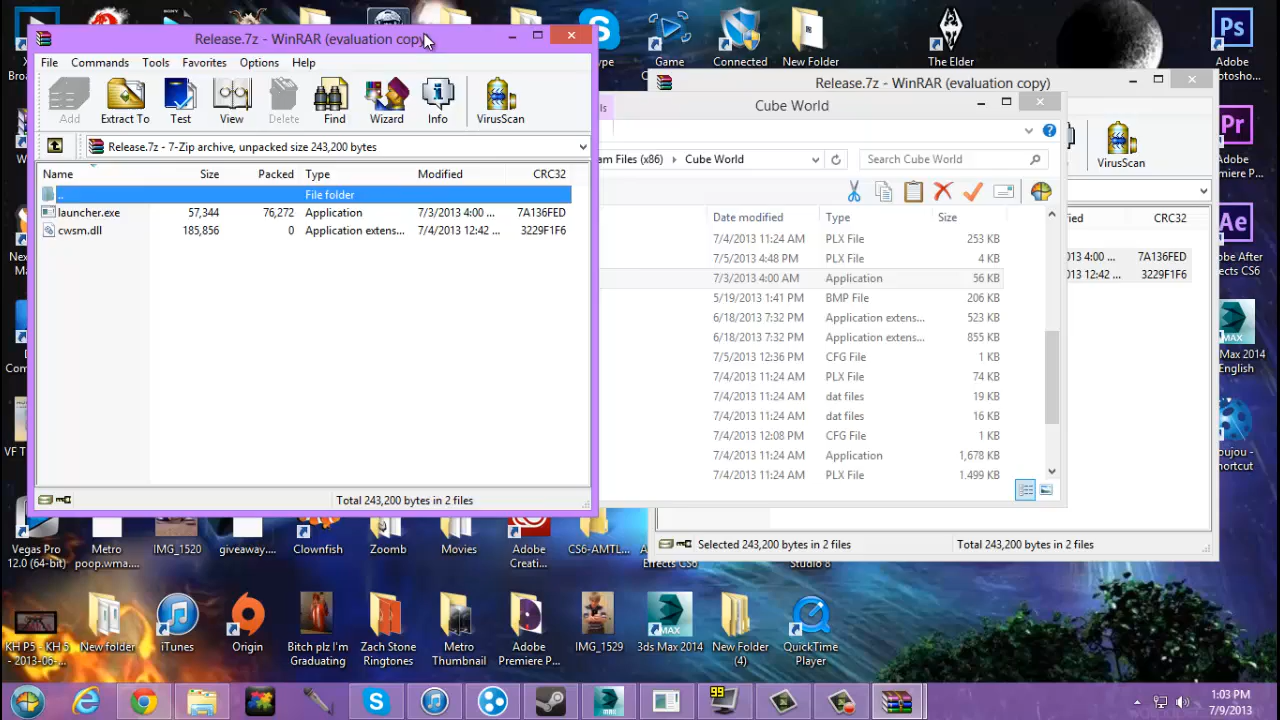 Release.7z - WinRAR (evaluation copy)
File Commands Tools Favorites Options Help
Add Extract To Test View Delete Find Wizard Info VirusScan
Release.7z - 7-Zip archive, unpacked size 243,200 bytes
Name Size Packed Type Modified CRC32
.. File folder
launcher.exe 57,344 76,272 Application 7/3/2013 4:00 ... 7A136FED
cwsm.dll 185,856 0 Application extens... 7/4/2013 12:42 ... 3229F1F6
Total 243,200 bytes in 2 files
Game
Connected
New Folder
The Elder
Adobe
Release.7z - WinRAR (evaluation copy)
Cube World
VirusScan
am Files (x86) Cube World
Search Cube World
Date modified Type Size
7/4/2013 11:24 AM PLX File 253 KB
7/5/2013 4:48 PM PLX File 4 KB
7/3/2013 4:00 AM Application 56 KB
5/19/2013 1:41 PM BMP File 206 KB
6/18/2013 7:32 PM Application extens... 523 KB
6/18/2013 7:32 PM Application extens... 855 KB
7/5/2013 12:36 PM CFG File 1 KB
7/4/2013 11:24 AM PLX File 74 KB
7/4/2013 11:24 AM dat files 19 KB
7/4/2013 11:24 AM dat files 16 KB
7/4/2013 12:08 PM CFG File 1 KB
7/4/2013 11:24 AM Application 1,678 KB
7/4/2013 11:24 AM PLX File 1,499 KB
CRC32
4:00 ... 7A136FED
12:42 ... 3229F1F6
Selected 243,200 bytes in 2 files
Total 243,200 bytes in 2 files
Ps
Pr
Adobe
Ae
Adobe After
MAX
English
Vegas Pro
12.0 (64-bit)
Metro
poop.wma....
IMG_1520
giveaway....
Clownfish
Zoomb
Movies
Adobe
Creati...
CS6-AMTL...
Effects CS6
Studio 8
KH P5 - KH 5
- 2013-06-...
New folder
iTunes
Origin
Bitch plz I'm
Graduating
Zach Stone
Ringtones
Metro
Thumbnail
Adobe
Premiere P...
IMG_1529
MAX
3ds Max 2014
New Folder
(4)
QuickTime
Player
99
1:03 PM
7/9/2013